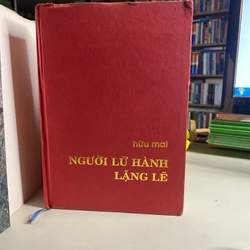 hữu mai
NGƯỜI LỮ HÀNH
LẶNG LẼ